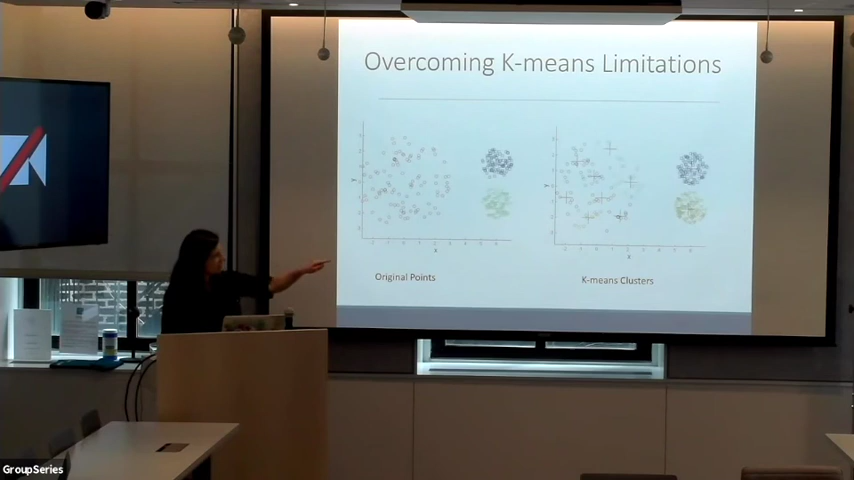 Overcoming K-means Limitations
Original Points
K-means Clusters
GroupSeries